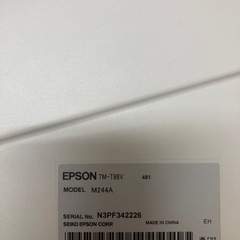 EPSON TM-T88V 481
MODEL M244A
SERIAL No. N3PF342226
SEIKO EPSON CORP. MADE IN CHINA EH